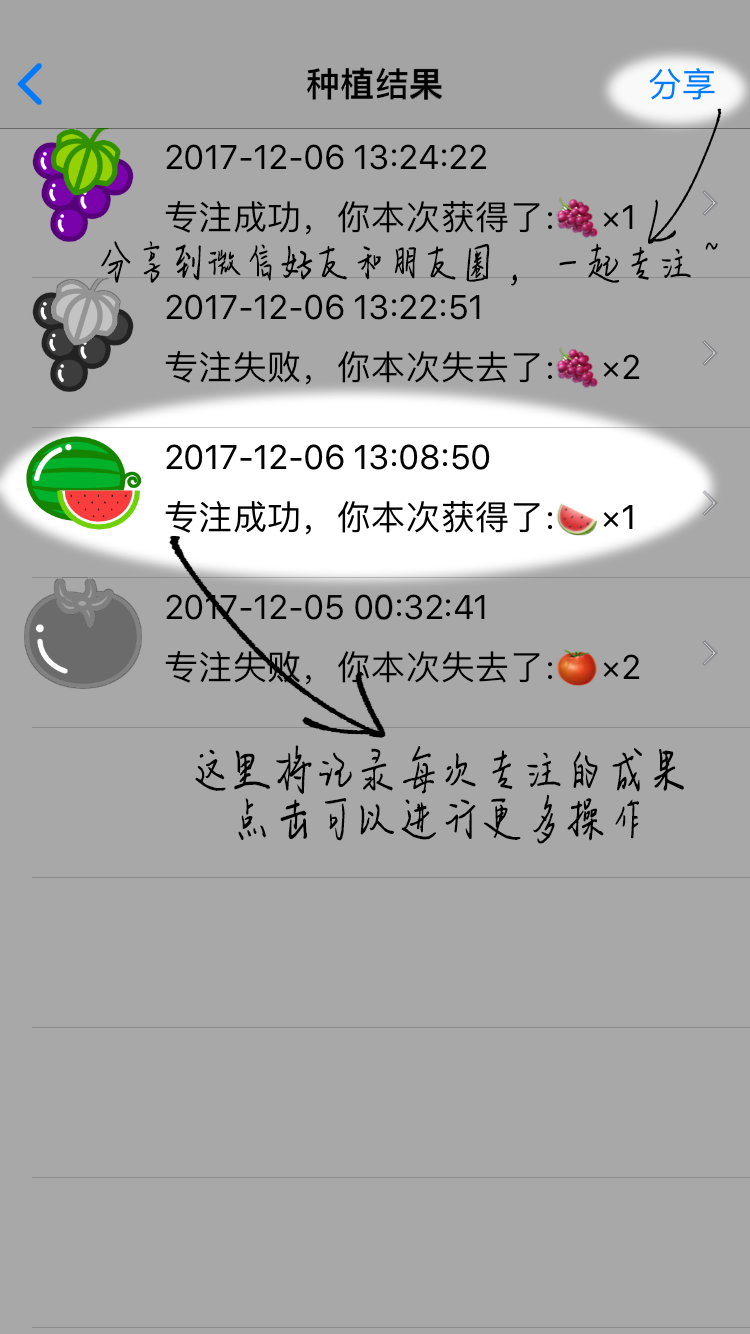 种植结果
分享
2017-12-06 13:24:22
专注成功，你本次获得了:🍇×1
分享到微信好友和朋友圈，一起专注~
2017-12-06 13:22:51
专注失败，你本次失去了:🍇×2
2017-12-06 13:08:50
专注成功，你本次获得了:🍉×1
2017-12-05 00:32:41
专注失败，你本次失去了:🍅×2
这里将记录每次专注的成果
点击可以进行更多操作